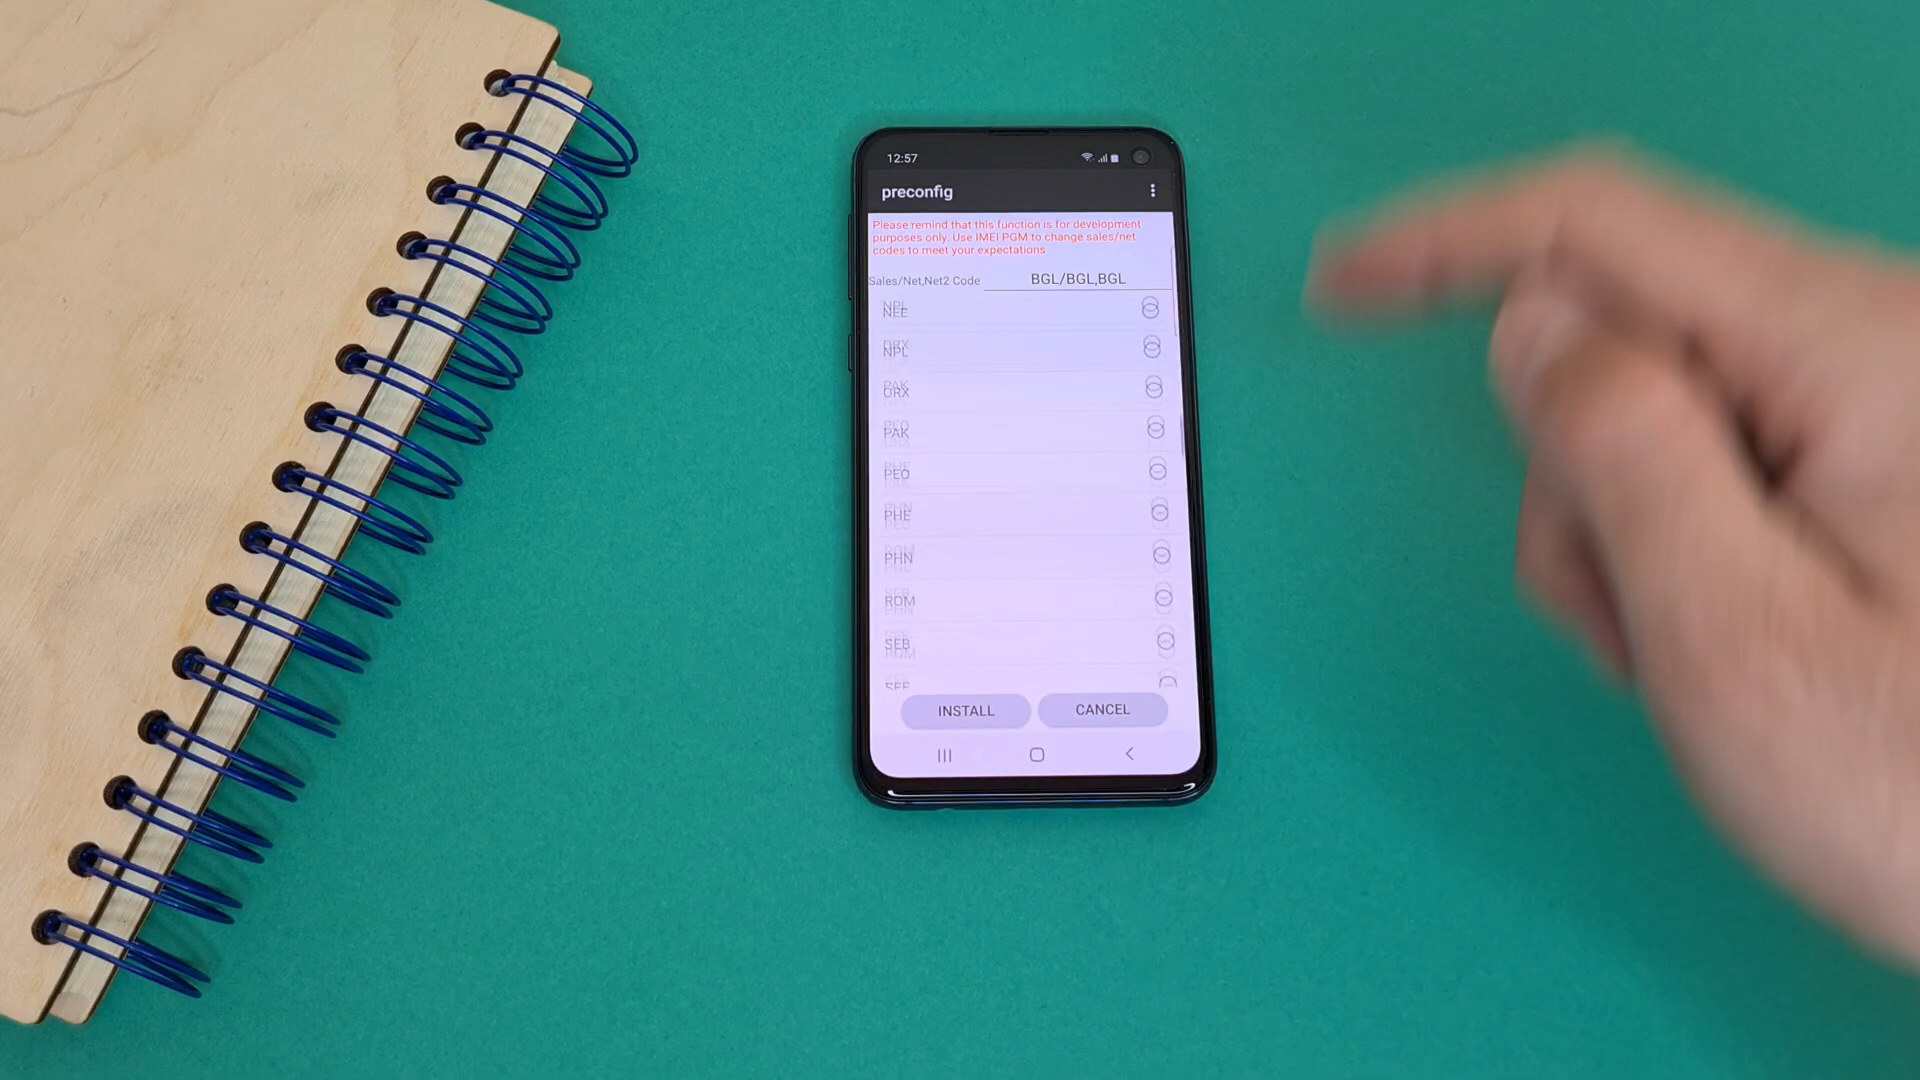 12:57
preconfig
Please remind that this function is for development
purposes only. Use IMEI PGM to change sales/net
codes to meet your expectations
Sales/Net,Net2 Code BGL/BGL,BGL
NEE
NPL
ORX
PAK
PEO
PHE
PHN
ROM
SEB
SEE
INSTALL CANCEL